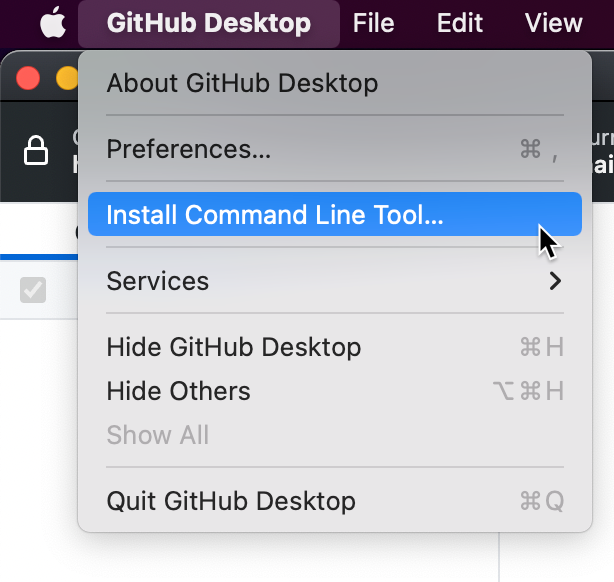 GitHub Desktop File Edit View
About GitHub Desktop
Preferences... ⌘ ,
Install Command Line Tool...
Services
Hide GitHub Desktop ⌘H
Hide Others ⌥⌘H
Show All
Quit GitHub Desktop ⌘Q